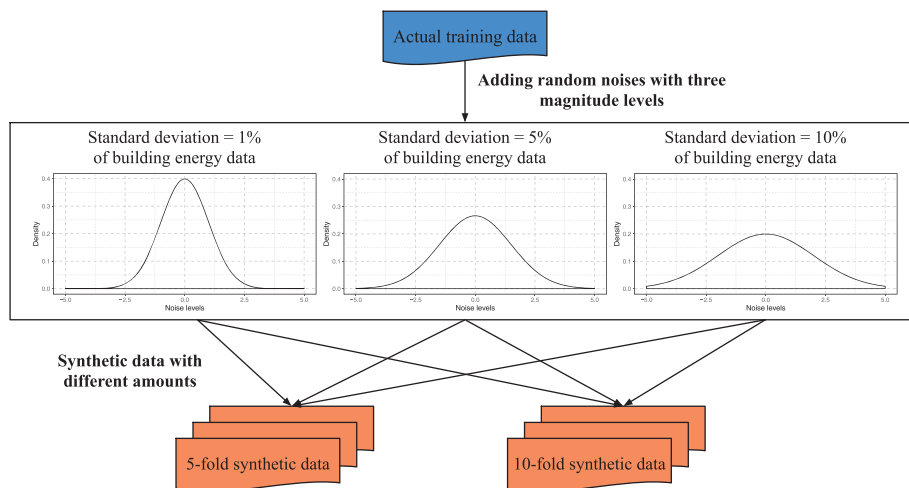 Actual training data
Adding random noises with three
magnitude levels
Standard deviation = 1%
of building energy data
Standard deviation = 5%
of building energy data
Standard deviation = 10%
of building energy data
0.4
0.3
0.2
0.1
0.0
Density
−5.0 −2.5 0.0 2.5 5.0
Noise levels
0.4
0.3
0.2
0.1
0.0
Density
−5.0 −2.5 0.0 2.5 5.0
Noise levels
0.4
0.3
0.2
0.1
0.0
Density
−5.0 −2.5 0.0 2.5 5.0
Noise levels
Synthetic data with
different amounts
5-fold synthetic data
10-fold synthetic data